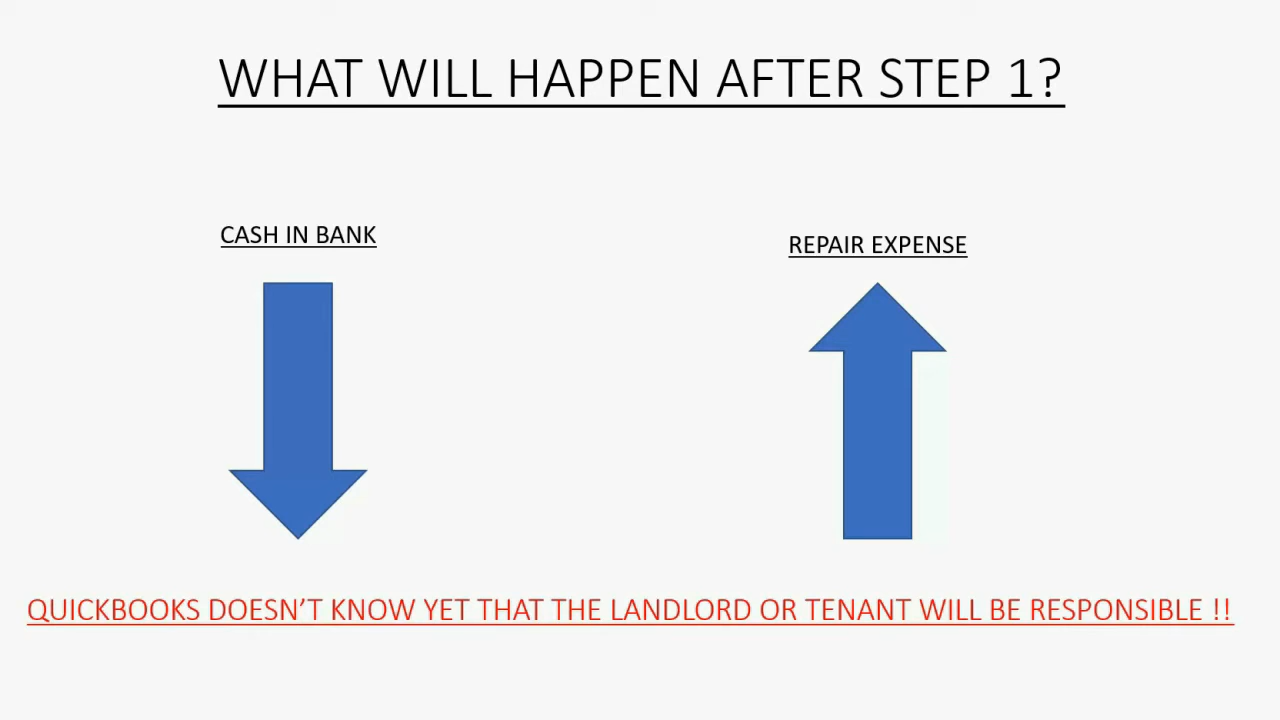 WHAT WILL HAPPEN AFTER STEP 1?
CASH IN BANK
REPAIR EXPENSE
QUICKBOOKS DOESN’T KNOW YET THAT THE LANDLORD OR TENANT WILL BE RESPONSIBLE !!